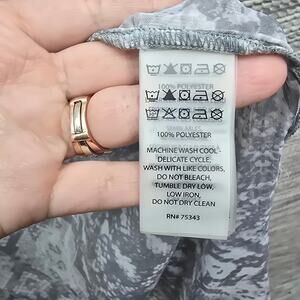 100% POLYESTER
100% POLYESTER
MACHINE WASH COOL
DELICATE CYCLE,
WASH WITH LIKE COLORS,
DO NOT BLEACH,
TUMBLE DRY LOW,
LOW IRON,
DO NOT DRY CLEAN
RN# 75343